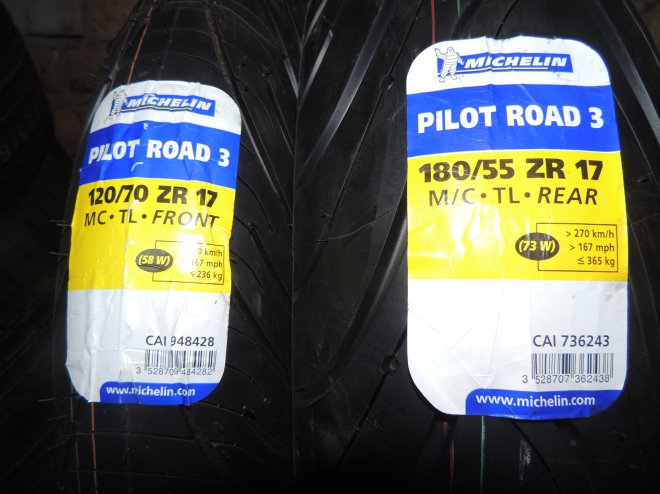 MICHELIN
PILOT ROAD 3
120/70 ZR 17
MC • TL • FRONT
(58 W)
167 mph
≤ 236 kg
CAI 948428
3 528709 484282
www.michelin.com
MICHELIN
PILOT ROAD 3
180/55 ZR 17
M/C • TL • REAR
(73 W)
> 270 km/h
> 167 mph
≤ 365 kg
CAI 736243
3 528707 362438
www.michelin.com